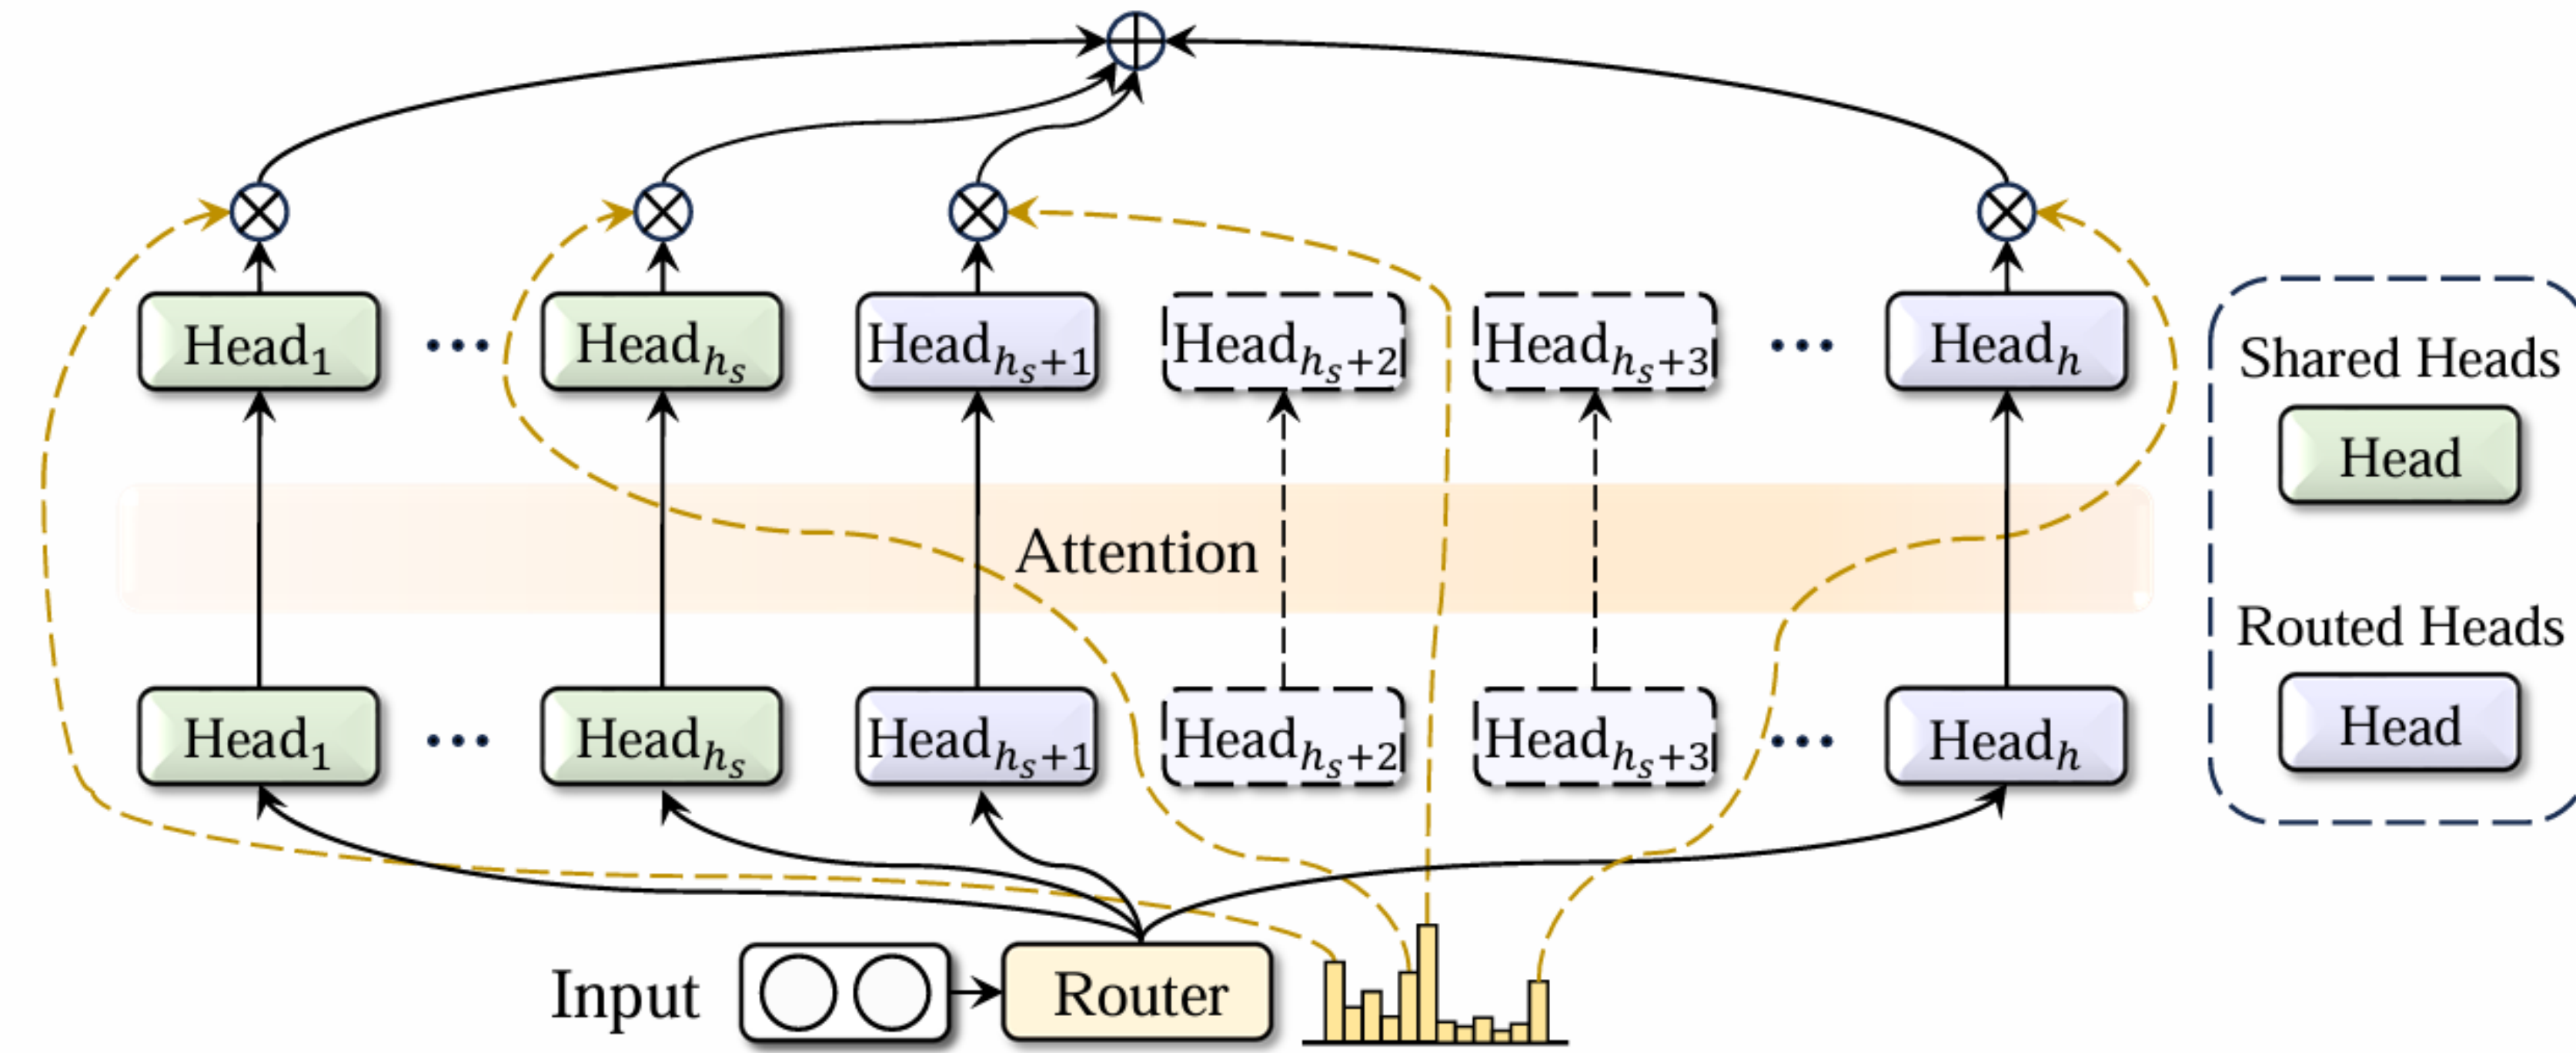 Head₁ ... Head_{h_s} Head_{h_s+1} Head_{h_s+2} Head_{h_s+3} ... Head_h
Attention
Head₁ ... Head_{h_s} Head_{h_s+1} Head_{h_s+2} Head_{h_s+3} ... Head_h
Input Router
Shared Heads
Head
Routed Heads
Head